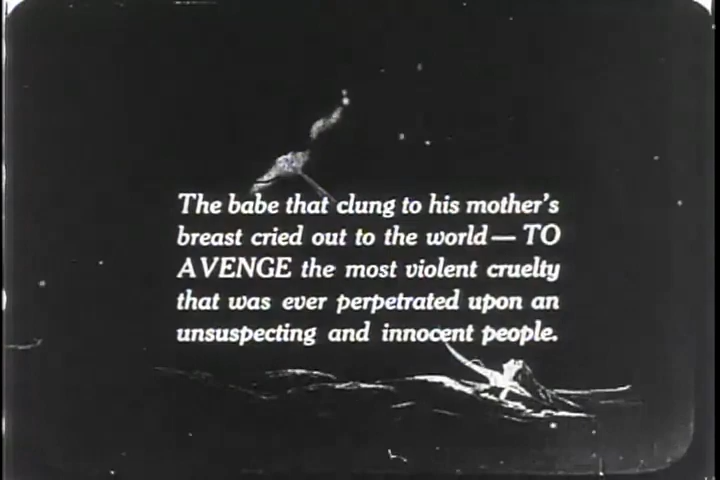 The babe that clung to his mother's
breast cried out to the world — TO
AVENGE the most violent cruelty
that was ever perpetrated upon an
unsuspecting and innocent people.